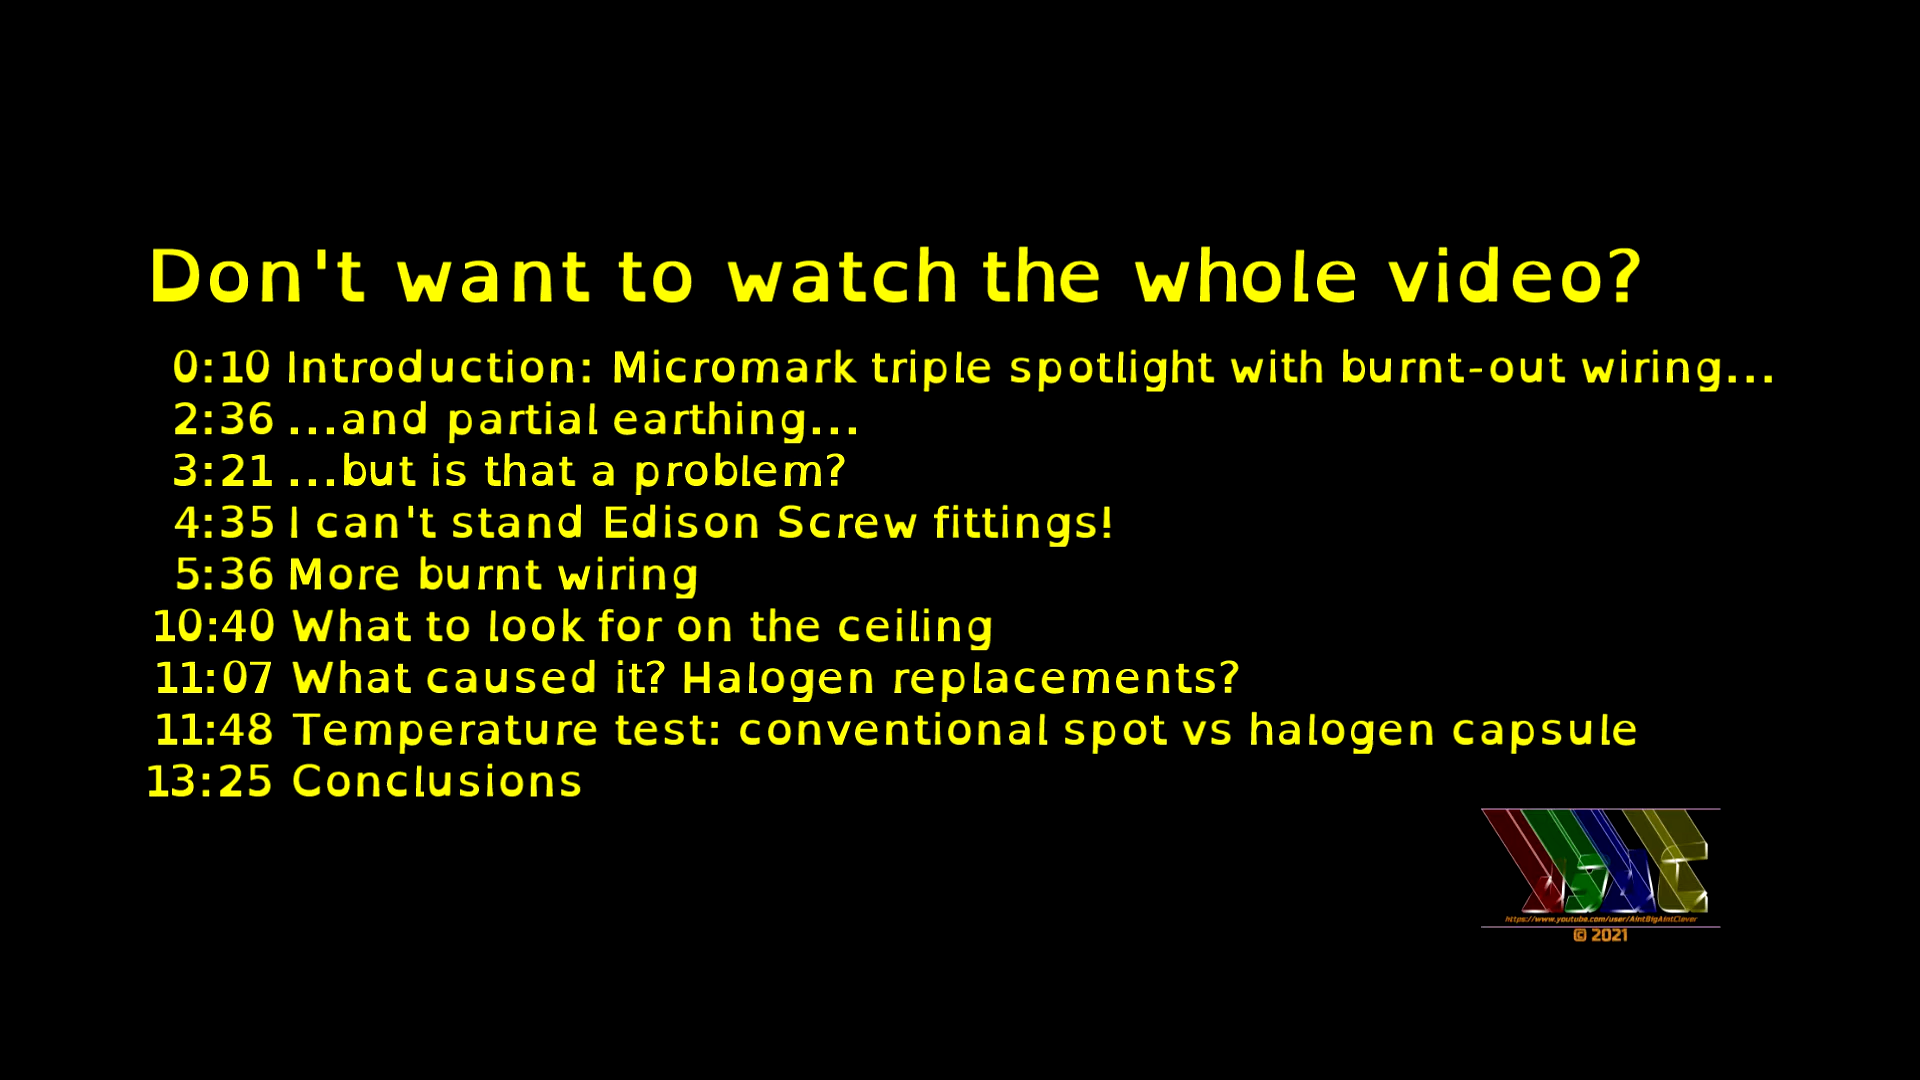 Don't want to watch the whole video?
0:10 Introduction: Micromark triple spotlight with burnt-out wiring...
2:36 ...and partial earthing...
3:21 ...but is that a problem?
4:35 I can't stand Edison Screw fittings!
5:36 More burnt wiring
10:40 What to look for on the ceiling
11:07 What caused it? Halogen replacements?
11:48 Temperature test: conventional spot vs halogen capsule
13:25 Conclusions
https://www.youtube.com/user/AintBigAintClever
© 2021